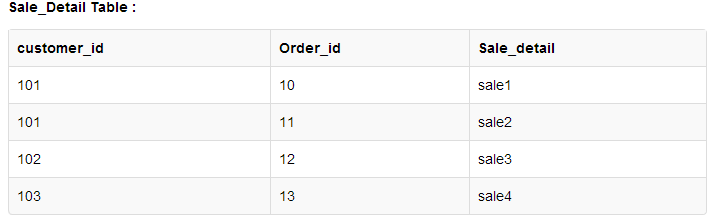 Sale_Detail Table :
customer_id Order_id Sale_detail
101 10 sale1
101 11 sale2
102 12 sale3
103 13 sale4